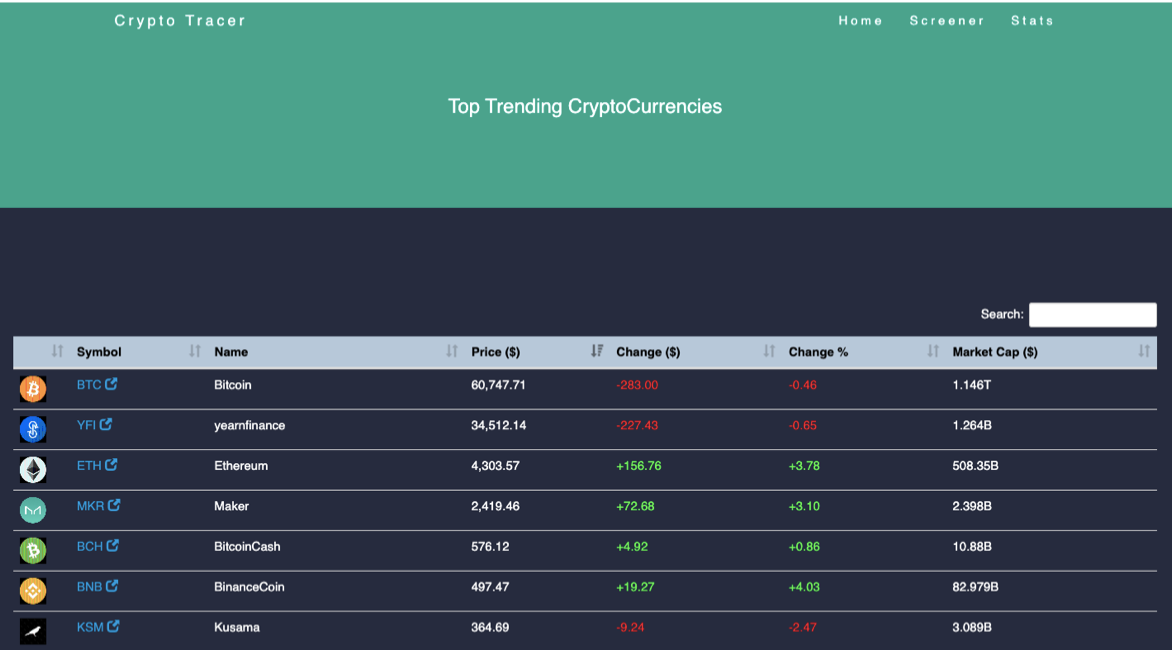 Crypto Tracer Home Screener Stats
Top Trending CryptoCurrencies
Search:
Symbol Name Price ($) Change ($) Change % Market Cap ($)
BTC Bitcoin 60,747.71 -283.00 -0.46 1.146T
YFI yearnfinance 34,512.14 -227.43 -0.65 1.264B
ETH Ethereum 4,303.57 +156.76 +3.78 508.35B
MKR Maker 2,419.46 +72.68 +3.10 2.398B
BCH BitcoinCash 576.12 +4.92 +0.86 10.88B
BNB BinanceCoin 497.47 +19.27 +4.03 82.979B
KSM Kusama 364.69 -9.24 -2.47 3.089B